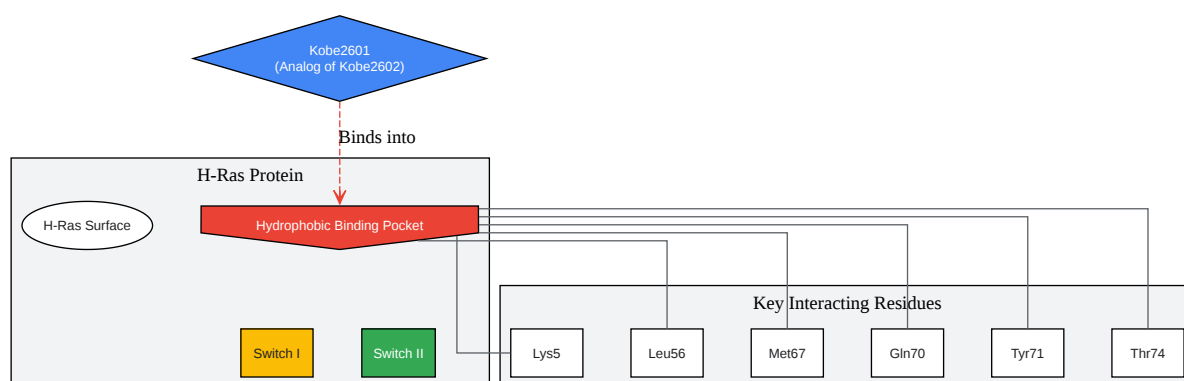 Kobe2601
(Analog of Kobe2602)
Binds into
H-Ras Protein
H-Ras Surface
Hydrophobic Binding Pocket
Key Interacting Residues
Switch I
Switch II
Lys5
Leu56
Met67
Gln70
Tyr71
Thr74